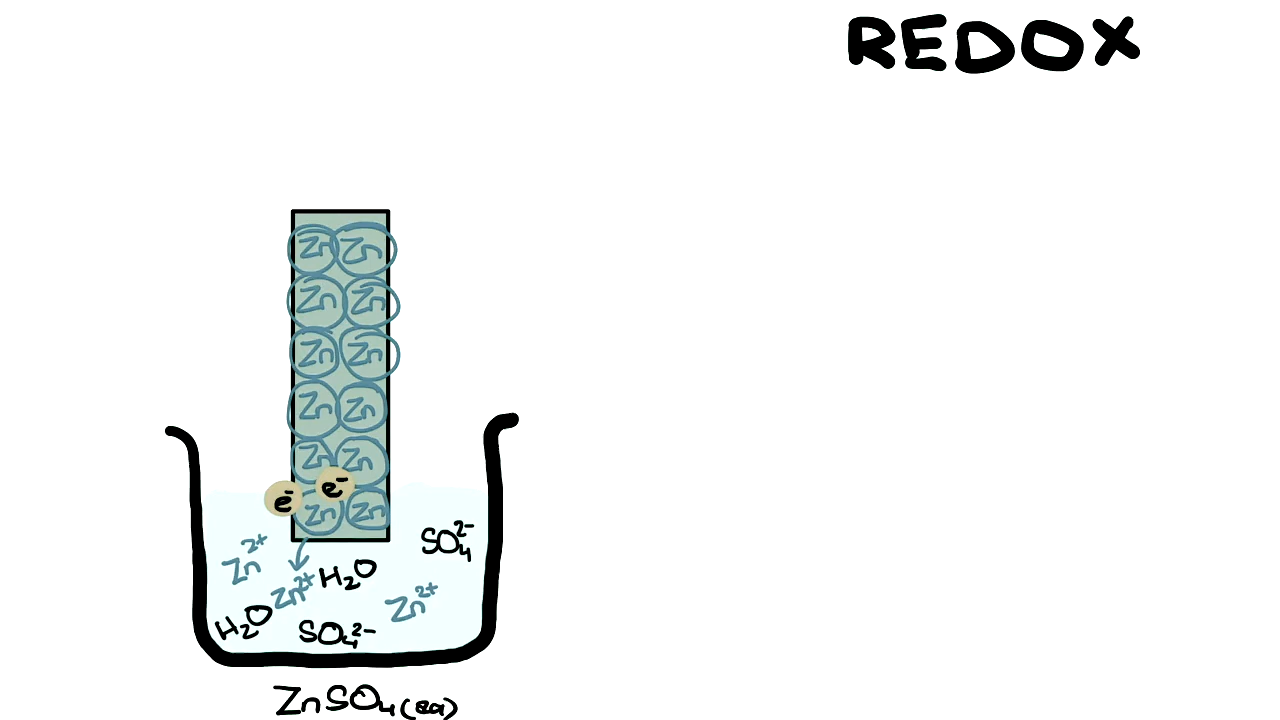 REDOX
Zn Zn
Zn Zn
Zn Zn
Zn Zn
Zn Zn
e⁻ e⁻
Zn Zn
SO₄²⁻
Zn²⁺
Zn²⁺ H₂O
Zn²⁺
H₂O SO₄²⁻
ZnSO₄(aq)